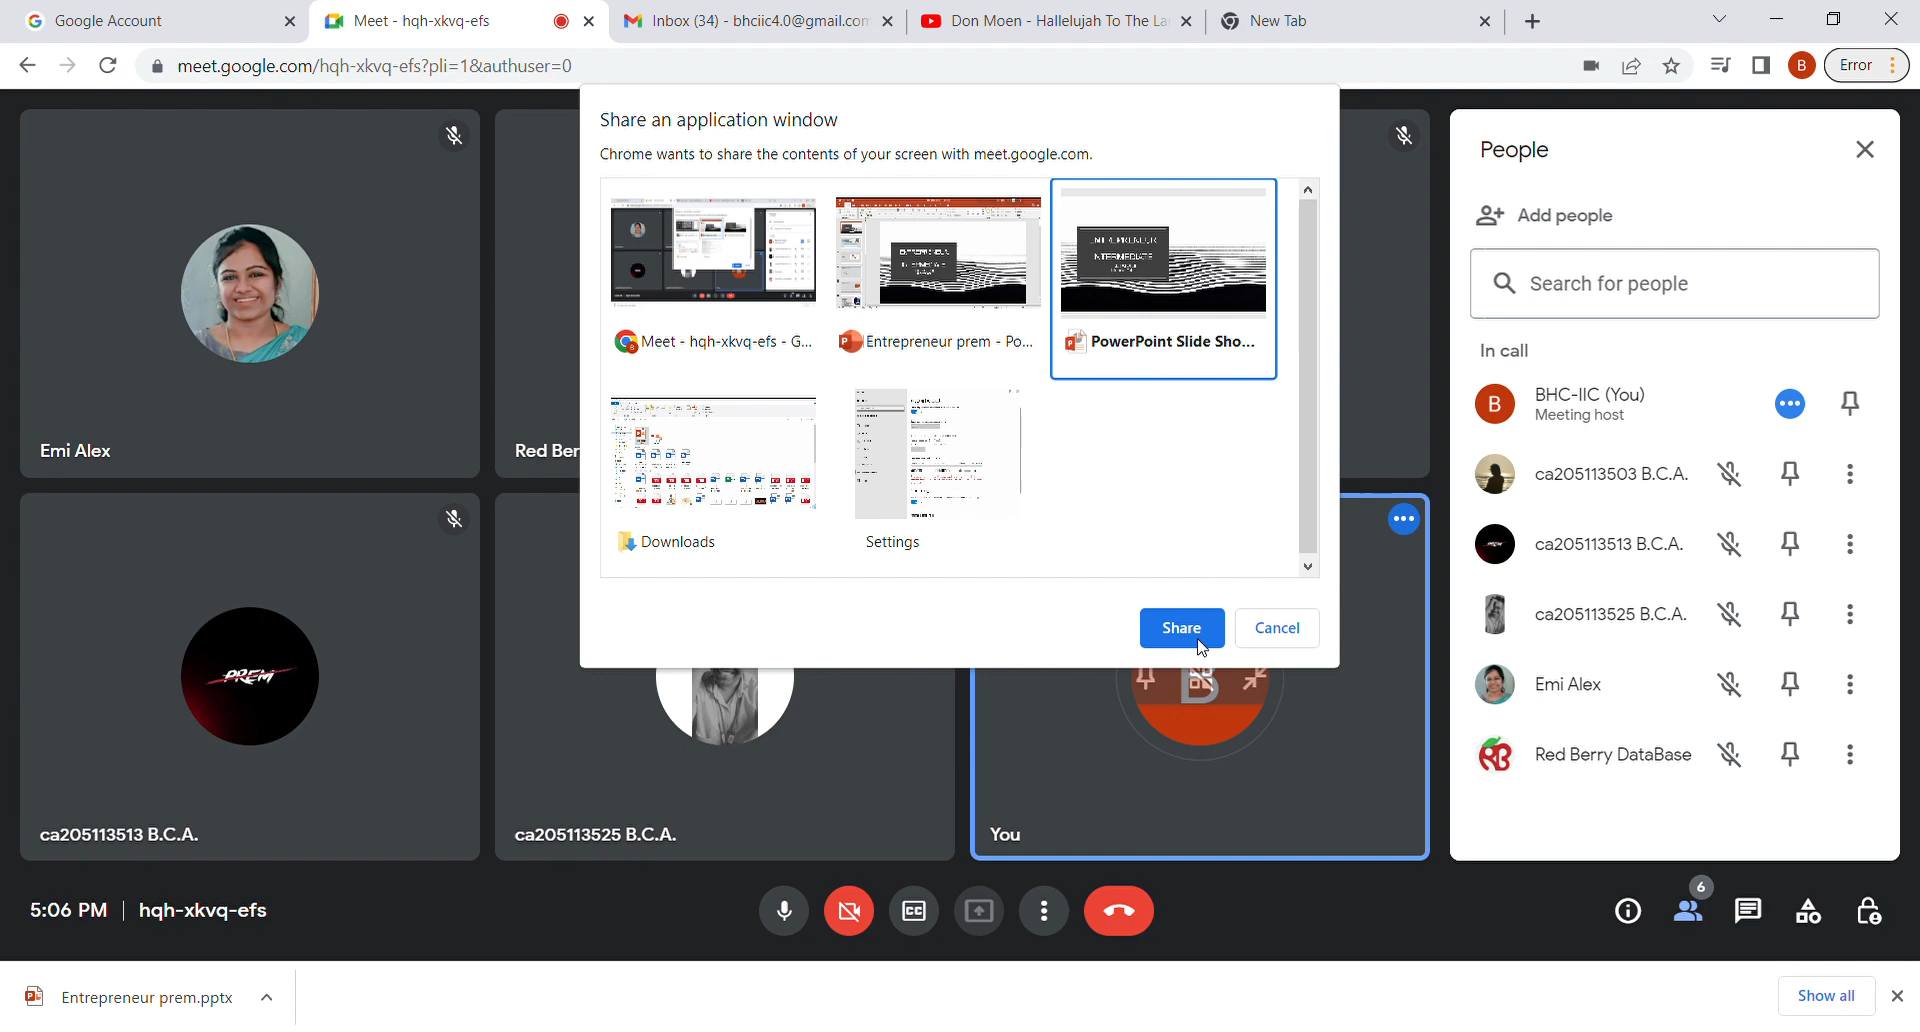 Google Account
Meet - hqh-xkvq-efs
Inbox (34) - bhciic4.0@gmail.com
Don Moen - Hallelujah To The La
New Tab
meet.google.com/hqh-xkvq-efs?pli=1&authuser=0
B
Error
Share an application window
Chrome wants to share the contents of your screen with meet.google.com.
Meet - hqh-xkvq-efs - G...
Entrepreneur prem - Po...
PowerPoint Slide Sho...
Downloads
Settings
Share
Cancel
Emi Alex
Red Ber
PREM
ca205113513 B.C.A.
ca205113525 B.C.A.
B
You
People
Add people
Search for people
In call
B
BHC-IIC (You)
Meeting host
ca205113503 B.C.A.
ca205113513 B.C.A.
ca205113525 B.C.A.
Emi Alex
Red Berry DataBase
5:06 PM | hqh-xkvq-efs
CC
6
Entrepreneur prem.pptx
Show all